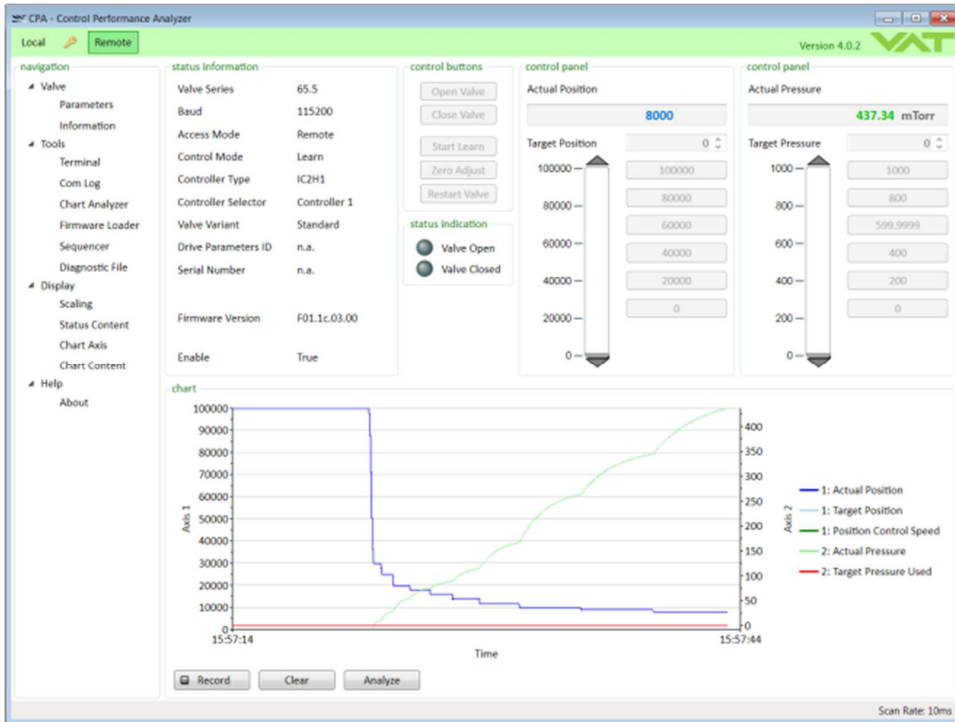 CPA - Control Performance Analyzer
Local Remote
Version 4.0.2 VAT
navigation
Valve
Parameters
Information
Tools
Terminal
Com Log
Chart Analyzer
Firmware Loader
Sequencer
Diagnostic File
Display
Scaling
Status Content
Chart Axis
Chart Content
Help
About
status information
Valve Series 65.5
Baud 115200
Access Mode Remote
Control Mode Learn
Controller Type IC2H1
Controller Selector Controller 1
Valve Variant Standard
Drive Parameters ID n.a.
Serial Number n.a.
Firmware Version F01.1c.03.00
Enable True
control buttons
Open Valve
Close Valve
Start Learn
Zero Adjust
Restart Valve
status indication
Valve Open
Valve Closed
control panel
Actual Position
8000
Target Position 0
100000 100000
80000 80000
60000 60000
40000 40000
20000 20000
0 0
control panel
Actual Pressure
437.34 mTorr
Target Pressure 0
1000 1000
800 800
600 599.9999
400 400
200 200
0 0
chart
Axis 1
100000
90000
80000
70000
60000
50000
40000
30000
20000
10000
0
15:57:14 15:57:44
Time
400
350
300
250
200
150
100
50
0
Axis 2
1: Actual Position
1: Target Position
1: Position Control Speed
2: Actual Pressure
2: Target Pressure Used
Record Clear Analyze
Scan Rate: 10ms